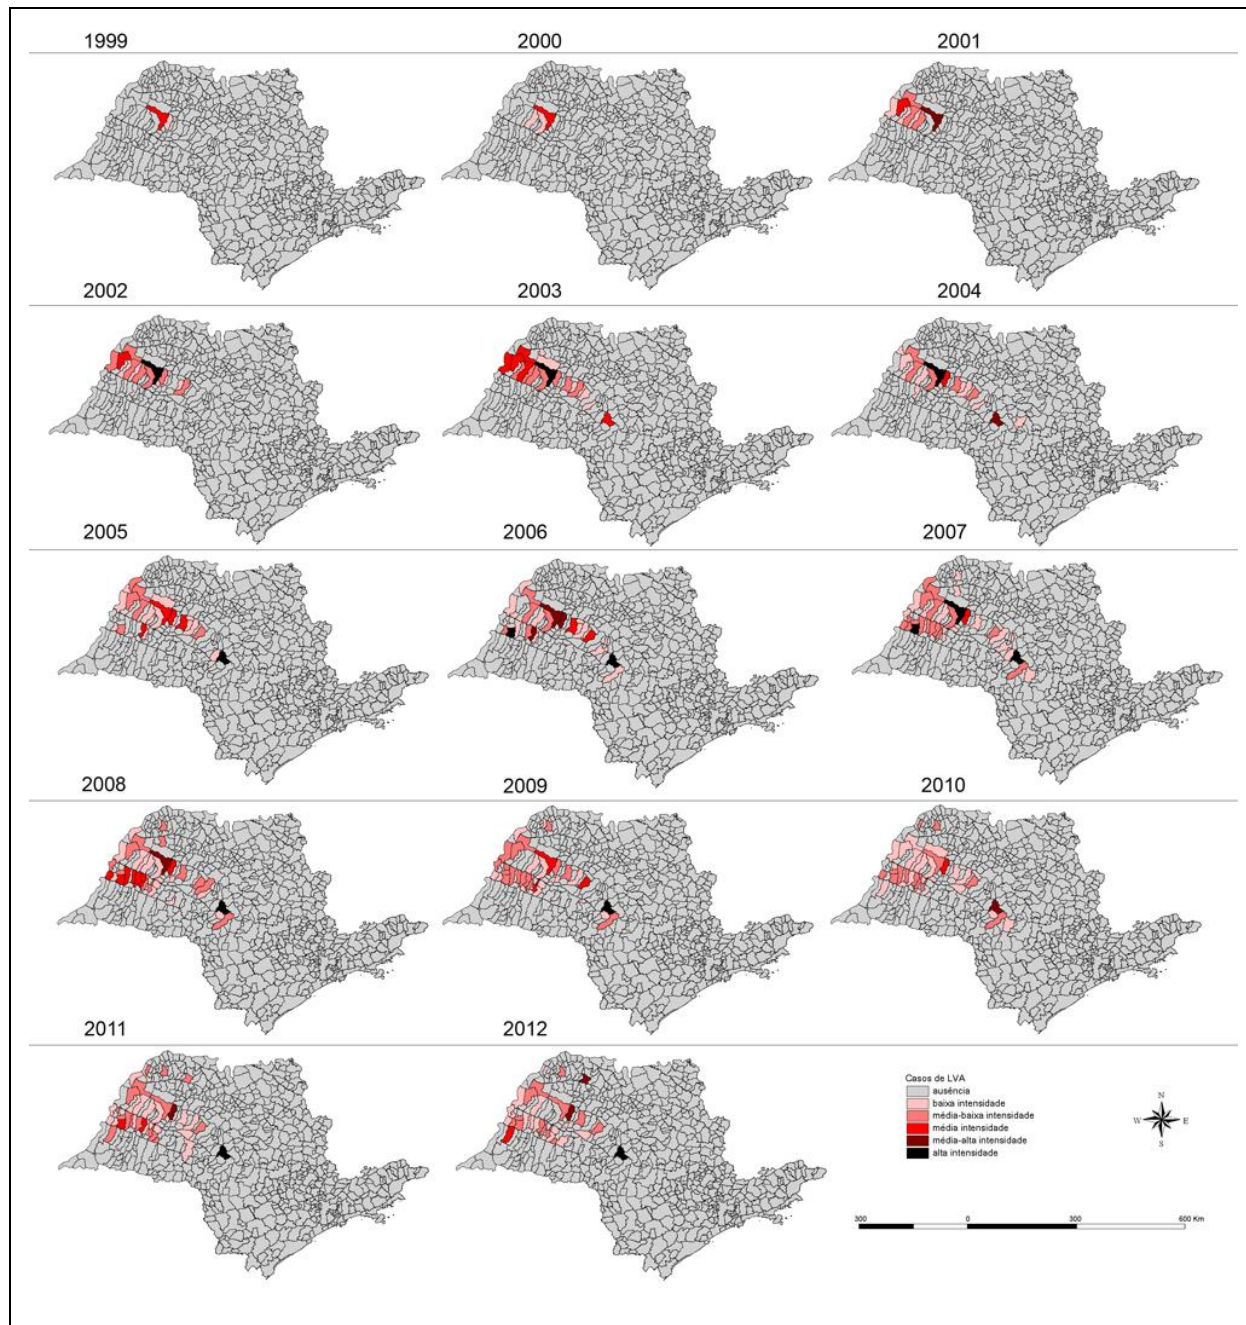 1999
2000
2001
2002
2003
2004
2005
2006
2007
2008
2009
2010
2011
2012
Casos de LVA
ausência
baixa intensidade
média-baixa intensidade
média intensidade
média-alta intensidade
alta intensidade
N
W
E
S
300
0
300
600 Km